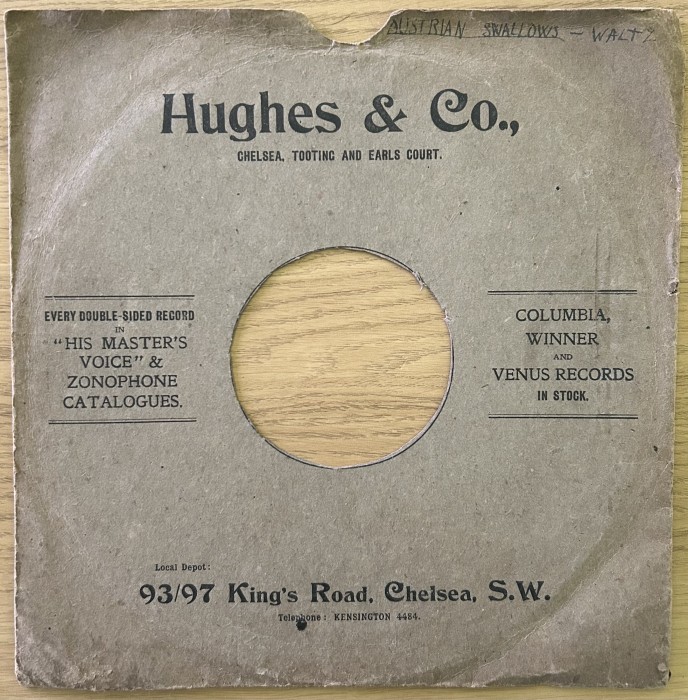 AUSTRIAN SWALLOWS - WALTZ
Hughes & Co.,
CHELSEA, TOOTING AND EARLS COURT.
EVERY DOUBLE-SIDED RECORD
IN
"HIS MASTER'S
VOICE" &
ZONOPHONE
CATALOGUES.
COLUMBIA,
WINNER
AND
VENUS RECORDS
IN STOCK.
Local Depot:
93/97 King's Road, Chelsea, S.W.
Telephone: KENSINGTON 4484.